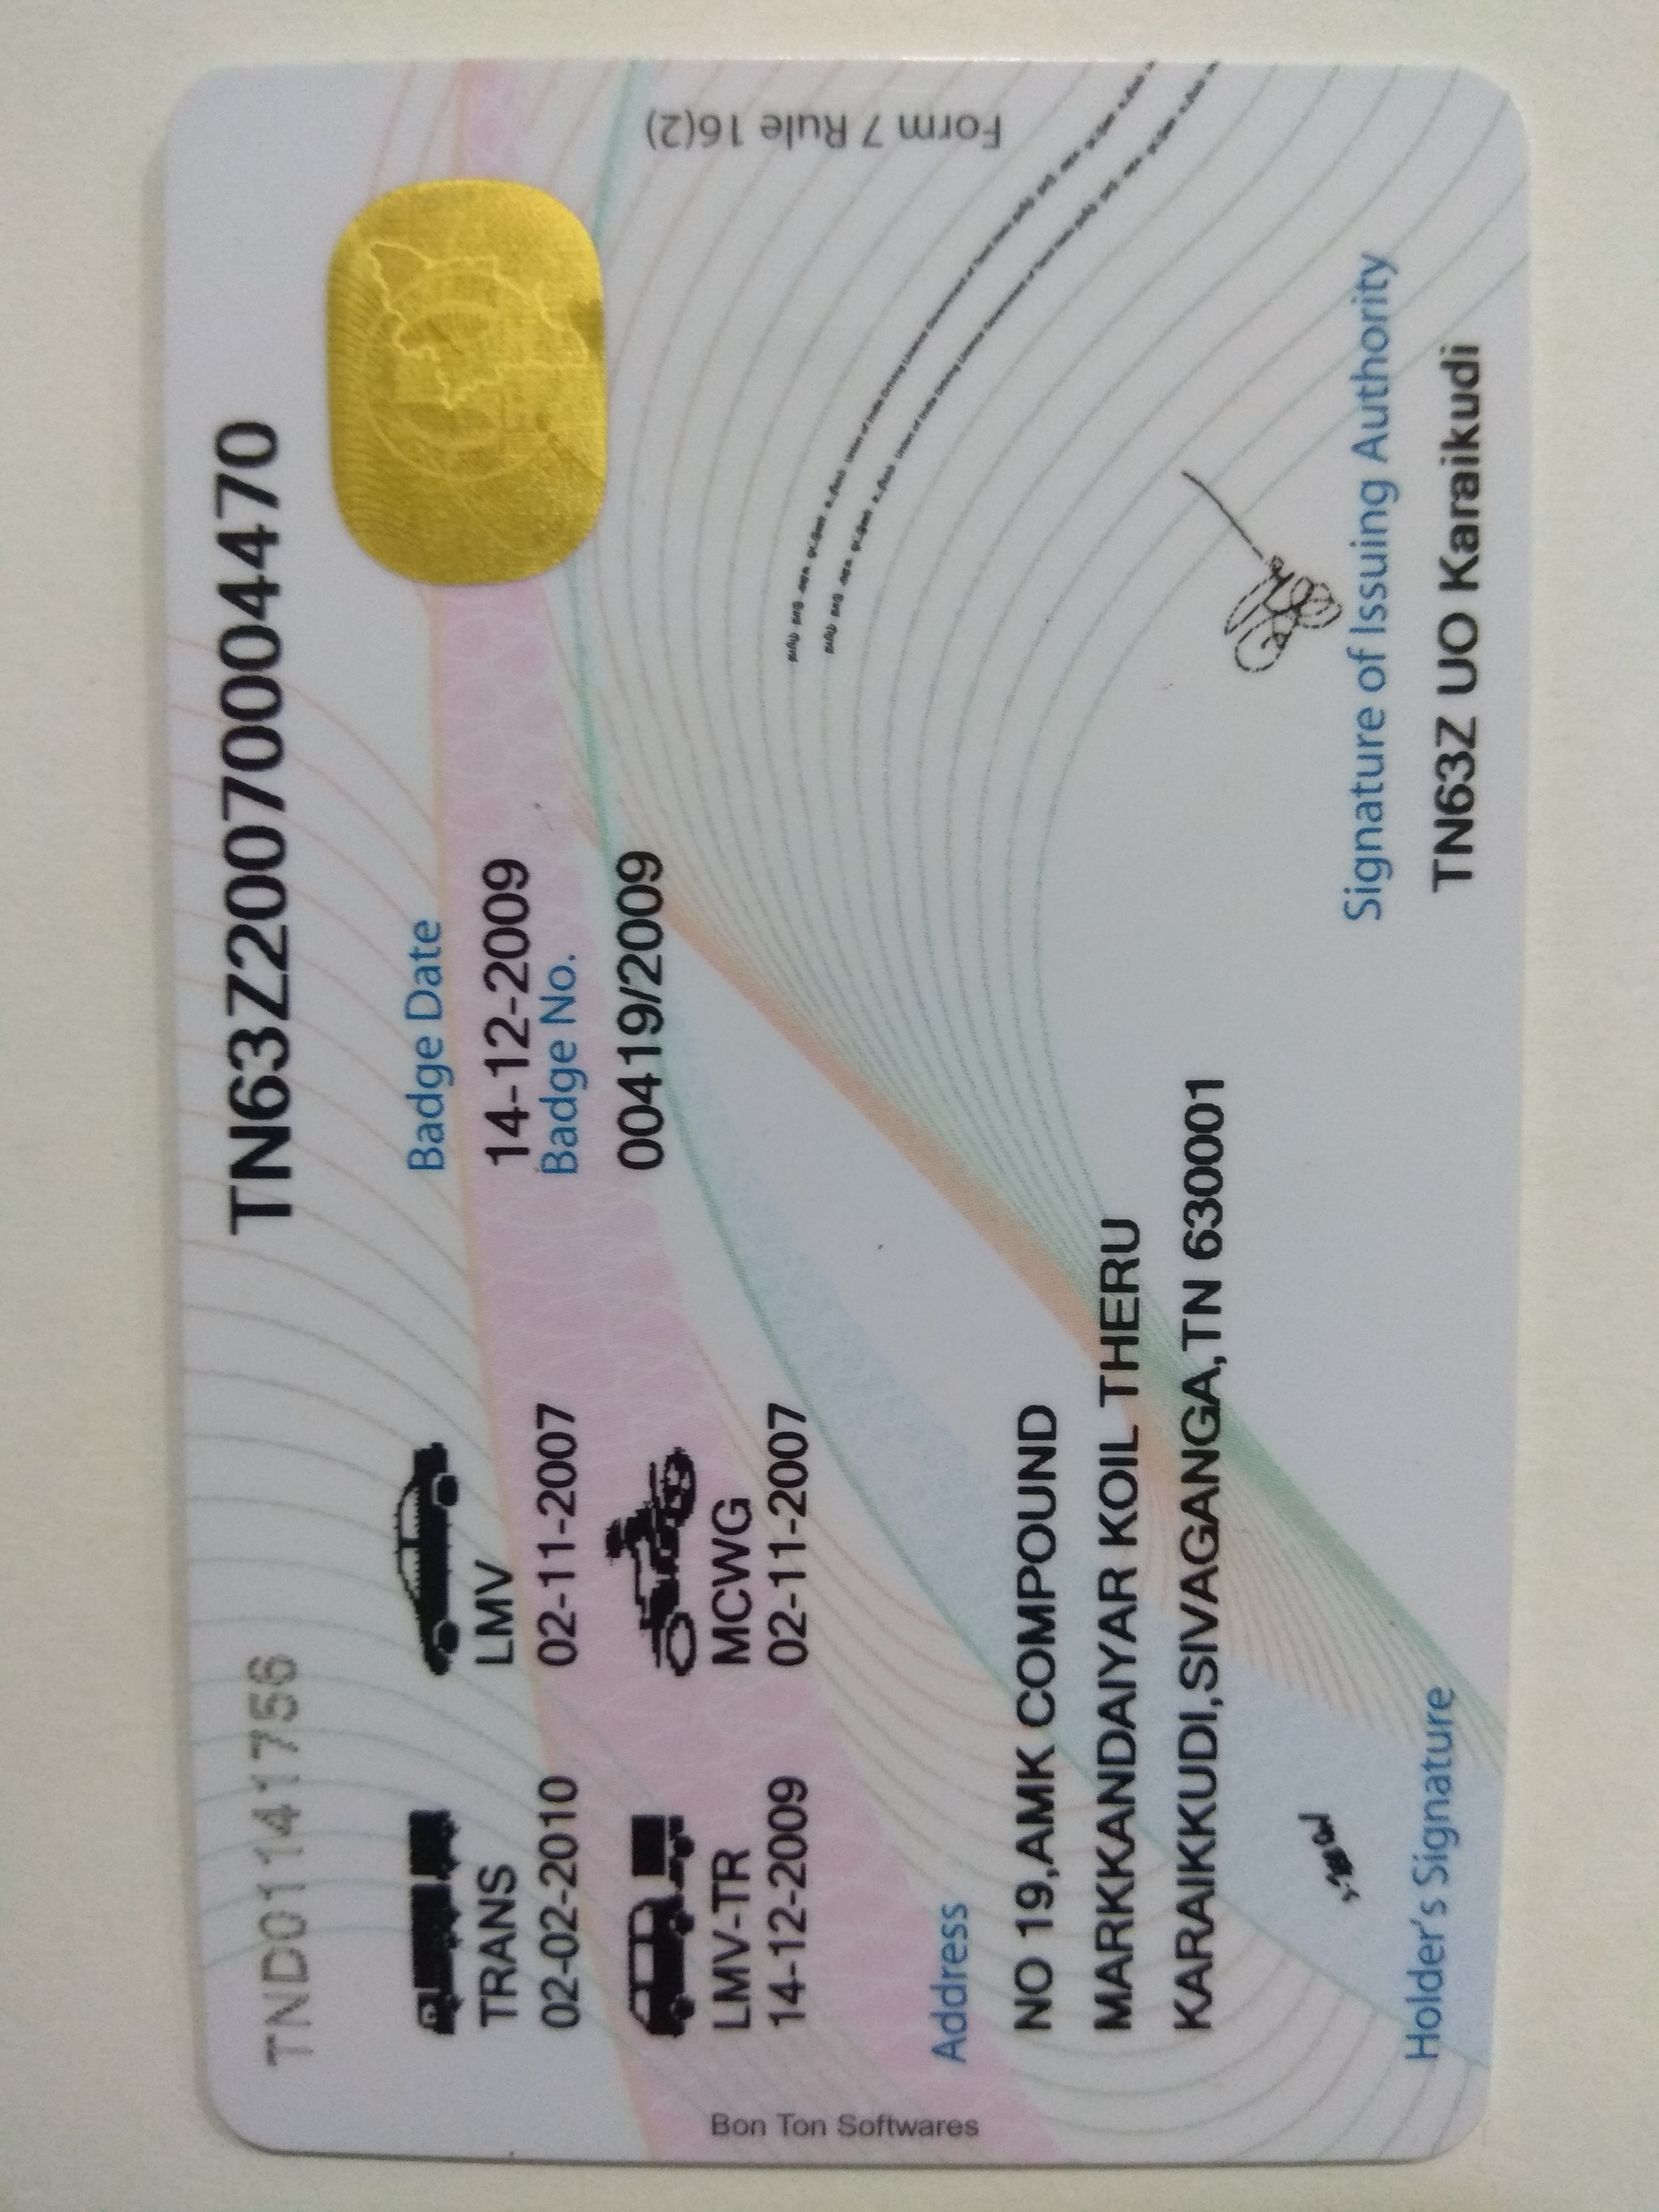 TND01141756
TN63Z20070004470
TRANS
02-02-2010
LMV
02-11-2007
Badge Date
14-12-2009
Badge No.
00419/2009
LMV-TR
14-12-2009
MCWG
02-11-2007
Address
NO 19,AMK COMPOUND
MARKKANDAIYAR KOIL THERU
KARAIKKUDI,SIVAGANGA,TN 630001
Holder's Signature
Signature of Issuing Authority
TN63Z UO Karaikudi
Bon Ton Softwares
Form 7 Rule 16(2)